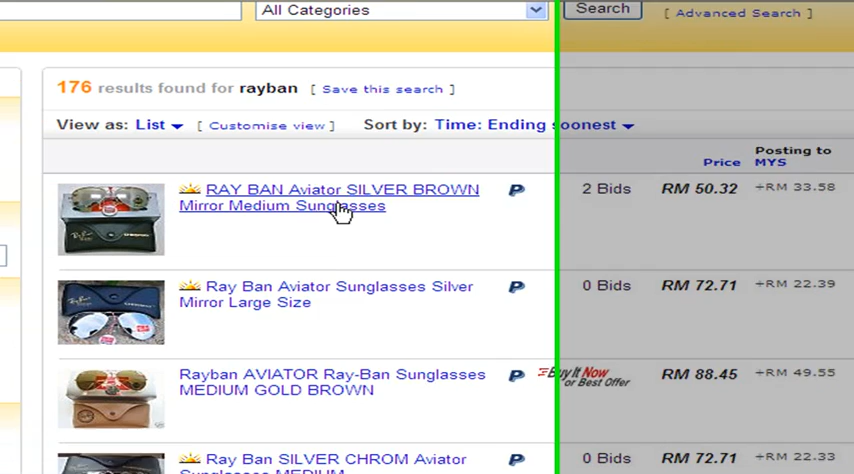 All Categories Search [ Advanced Search ]
176 results found for rayban [ Save this search ]
View as: List [ Customise view ] Sort by: Time: Ending soonest
Price Posting to MYS
RAY BAN Aviator SILVER BROWN 2 Bids RM 50.32 +RM 33.58
Mirror Medium Sunglasses
Ray Ban Aviator Sunglasses Silver 0 Bids RM 72.71 +RM 22.39
Mirror Large Size
Rayban AVIATOR Ray-Ban Sunglasses Buy It Now RM 88.45 +RM 49.55
MEDIUM GOLD BROWN or Best Offer
Ray Ban SILVER CHROM Aviator 0 Bids RM 72.71 +RM 22.33
Sunglasses MEDIUM